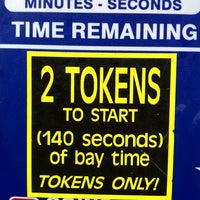 MINUTES - SECONDS
TIME REMAINING
2 TOKENS
TO START
(140 seconds)
of bay time
TOKENS ONLY!